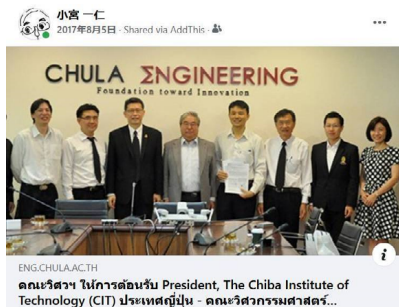 小宮 一仁
2017年8月5日 · Shared via AddThis ·
CHULA ΣNGINEERING
Foundation toward Innovation
ENG.CHULA.AC.TH
คณะวิศวฯ ให้การต้อนรับ President, The Chiba Institute of
Technology (CIT) ประเทศญี่ปุ่น - คณะวิศวกรรมศาสตร์...